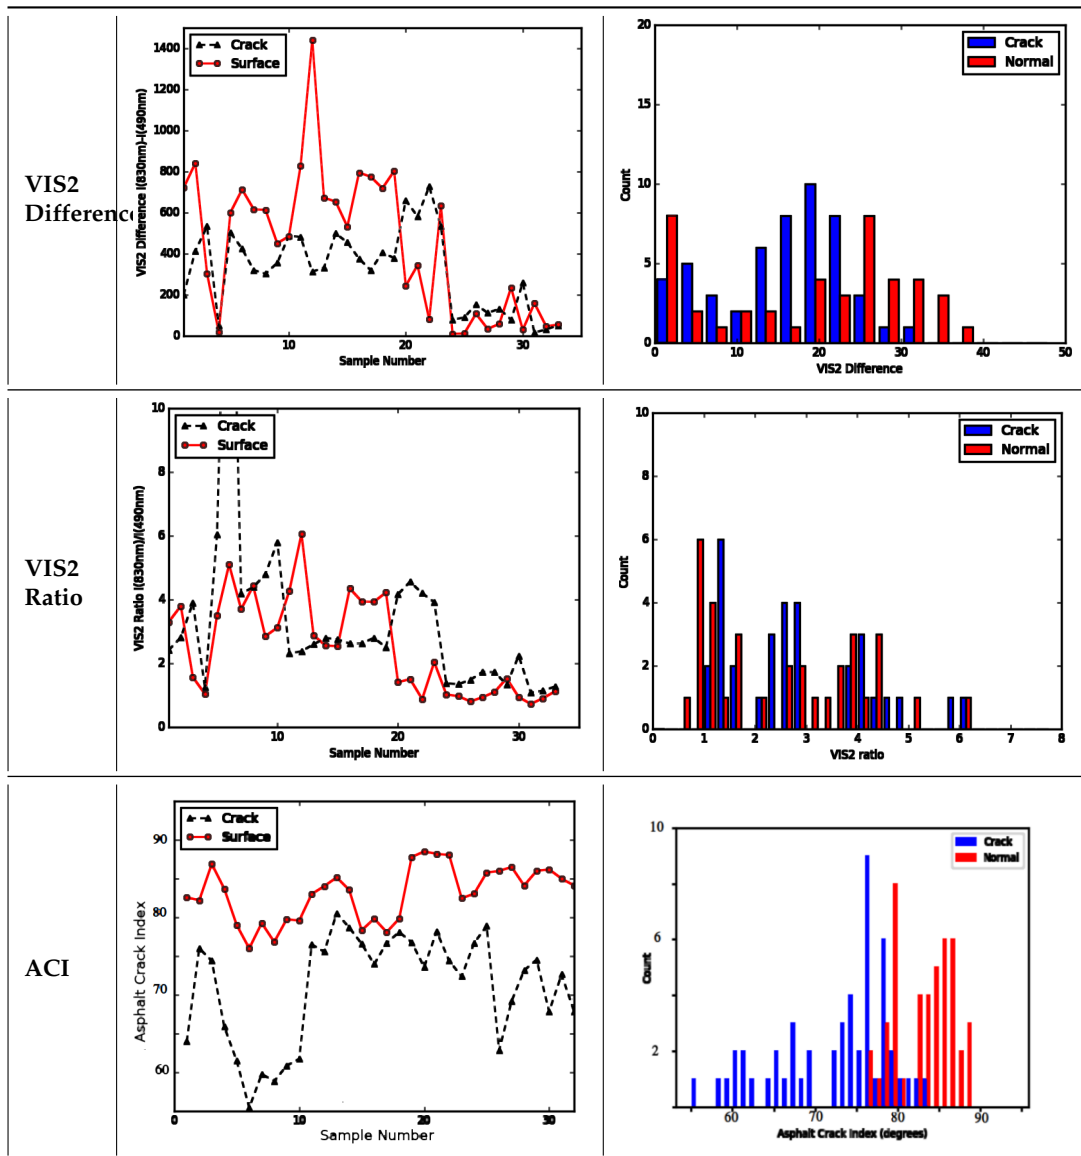 VIS2
Difference
VIS2 Difference I(830nm)-I(490nm)
1400
1200
1000
800
600
400
200
0
10
20
30
Sample Number
Crack
Surface
Count
20
15
10
5
0
0
10
20
30
40
50
VIS2 Difference
Crack
Normal
VIS2
Ratio
VIS2 Ratio I(830nm)/I(490nm)
10
8
6
4
2
0
10
20
30
Sample Number
Crack
Surface
Count
10
8
6
4
2
0
0
1
2
3
4
5
6
7
8
VIS2 ratio
Crack
Normal
ACI
Asphalt Crack Index
90
80
70
60
0
10
20
30
Sample Number
Crack
Surface
Count
10
6
2
60
70
80
90
Asphalt Crack Index (degrees)
Crack
Normal